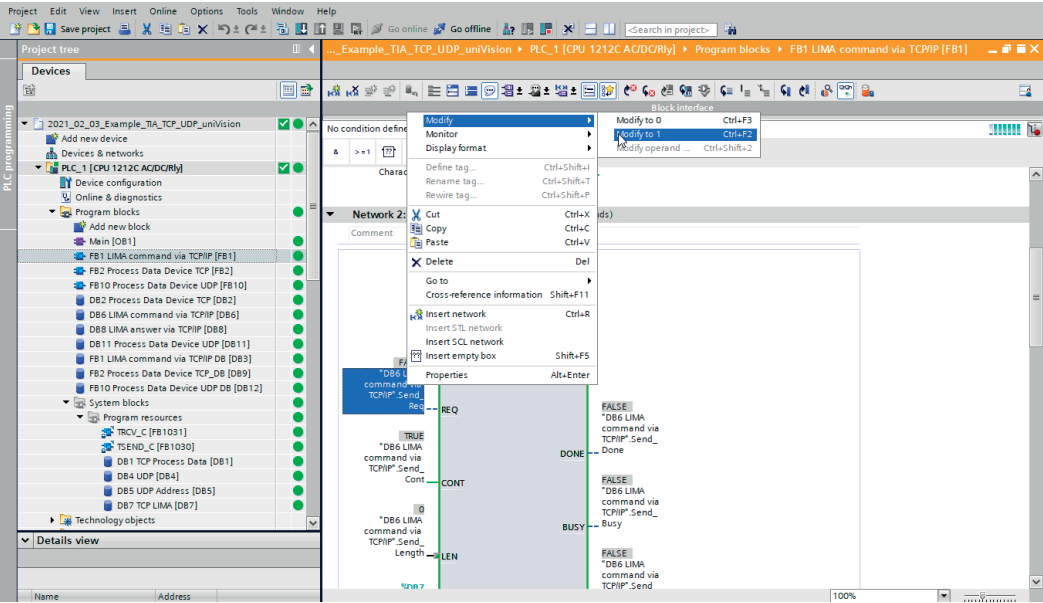 Project Edit View Insert Online Options Tools Window Help
Save project
Go online
Go offline
<Search in project>
Project tree
..._Example_TIA_TCP_UDP_uniVision ▸ PLC_1 [CPU 1212C AC/DC/Rly] ▸ Program blocks ▸ FB1 LIMA command via TCP/IP [FB1]
Devices
PLC programming
Block interface
2021_02_03_Example_TIA_TCP_UDP_uniVision
Add new device
Devices & networks
PLC_1 [CPU 1212C AC/DC/Rly]
Device configuration
Online & diagnostics
Program blocks
Add new block
Main [OB1]
FB1 LIMA command via TCP/IP [FB1]
FB2 Process Data Device TCP [FB2]
FB10 Process Data Device UDP [FB10]
DB2 Process Data Device TCP [DB2]
DB6 LIMA command via TCP/IP [DB6]
DB8 LIMA answer via TCP/IP [DB8]
DB11 Process Data Device UDP [DB11]
FB1 LIMA command via TCP/IP DB [DB3]
FB2 Process Data Device TCP_DB [DB9]
FB10 Process Data Device UDP DB [DB12]
System blocks
Program resources
TRCV_C [FB1031]
TSEND_C [FB1030]
DB1 TCP Process Data [DB1]
DB4 UDP [DB4]
DB5 UDP Address [DB5]
DB7 TCP LIMA [DB7]
Technology objects
Details view
Name Address
No condition define
& >=1 ??
Charac
Network 2:
ds)
Comment
Modify
Monitor
Display format
Define tag... Ctrl+Shift+I
Rename tag... Ctrl+Shift+T
Rewire tag... Ctrl+Shift+P
Cut Ctrl+X
Copy Ctrl+C
Paste Ctrl+V
Delete Del
Go to
Cross-reference information Shift+F11
Insert network Ctrl+R
Insert STL network
Insert SCL network
Insert empty box Shift+F5
Properties Alt+Enter
Modify to 0 Ctrl+F3
Modify to 1 Ctrl+F2
Modify operand ... Ctrl+Shift+2
FA
"DB6 L
command via
TCP/IP".Send_
Req
REQ
TRUE
"DB6 LIMA
command via
TCP/IP".Send_
Cont
CONT
0
"DB6 LIMA
command via
TCP/IP".Send_
Length
LEN
%DB7
FALSE
"DB6 LIMA
command via
TCP/IP".Send_
Done
DONE
FALSE
"DB6 LIMA
command via
TCP/IP".Send_
Busy
BUSY
FALSE
"DB6 LIMA
command via
TCP/IP".Send
100%